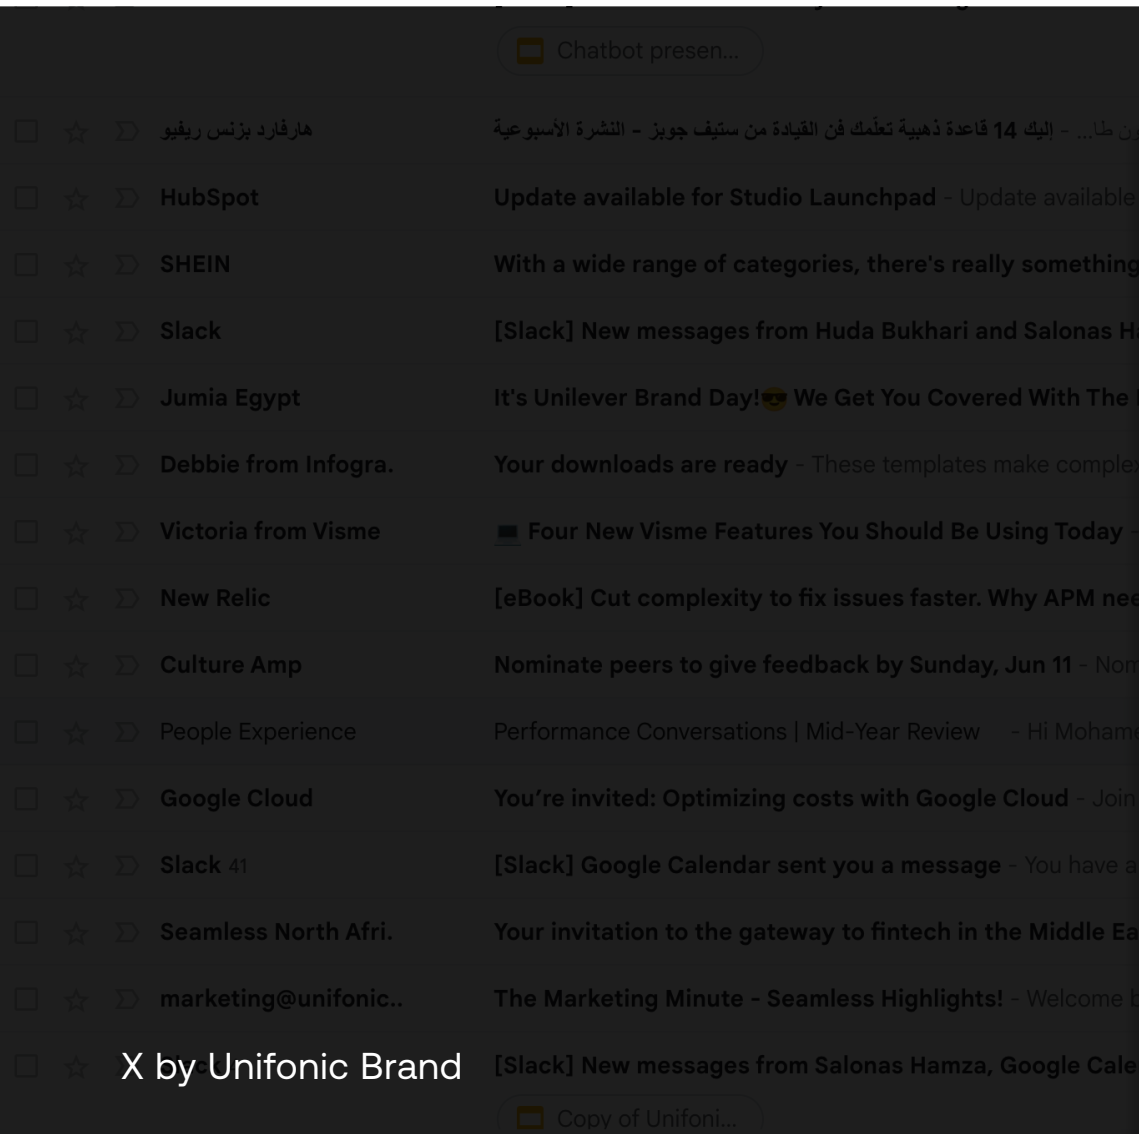 Chatbot presen...
هارفارد بزنس ريفيو إليك 14 قاعدة ذهبية تعلّمك فن القيادة من ستيف جوبز - النشرة الأسبوعية - ...ون طا
HubSpot Update available for Studio Launchpad - Update available
SHEIN With a wide range of categories, there's really something
Slack [Slack] New messages from Huda Bukhari and Salonas
Jumia Egypt It's Unilever Brand Day!😎 We Get You Covered With The
Debbie from Infogra. Your downloads are ready - These templates make
Victoria from Visme 💻 Four New Visme Features You Should Be Using Today -
New Relic [eBook] Cut complexity to fix issues faster. Why APM
Culture Amp Nominate peers to give feedback by Sunday, Jun 11 -
People Experience Performance Conversations | Mid-Year Review - Hi
Google Cloud You’re invited: Optimizing costs with Google Cloud - Join
Slack 41 [Slack] Google Calendar sent you a message - You have a
Seamless North Afri. Your invitation to the gateway to fintech in the Middle
marketing@unifonic.. The Marketing Minute - Seamless Highlights! - Welcome
X by Unifonic Brand
Slack [Slack] New messages from Salonas Hamza, Google
Copy of Unifoni...